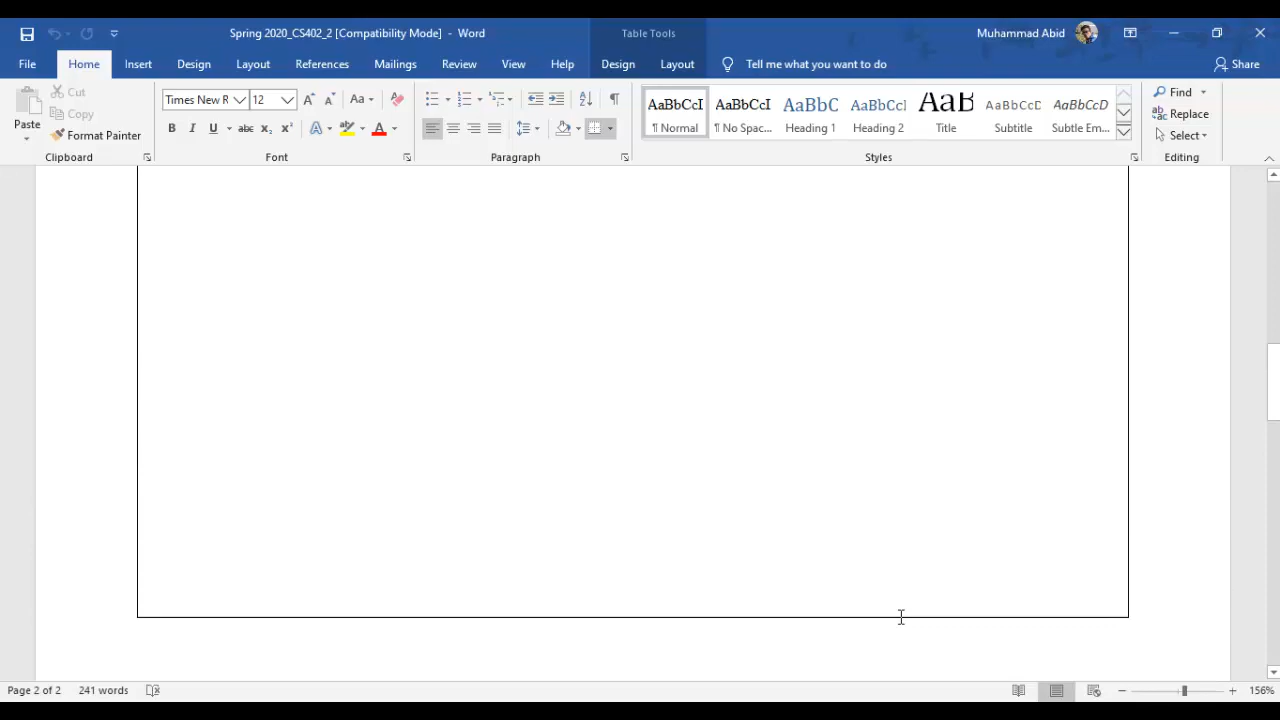 Spring 2020_CS402_2 [Compatibility Mode] - Word
Table Tools
Muhammad Abid
File Home Insert Design Layout References Mailings Review View Help Design Layout Tell me what you want to do Share
Paste
Cut
Copy
Format Painter
Clipboard
Times New R 12
Font
Paragraph
AaBbCcI AaBbCcI AaBbC AaBbCcI AaB AaBbCcD AaBbCcD
¶ Normal ¶ No Spac... Heading 1 Heading 2 Title Subtitle Subtle Em...
Styles
Find
Replace
Select
Editing
Page 2 of 2 241 words 156%